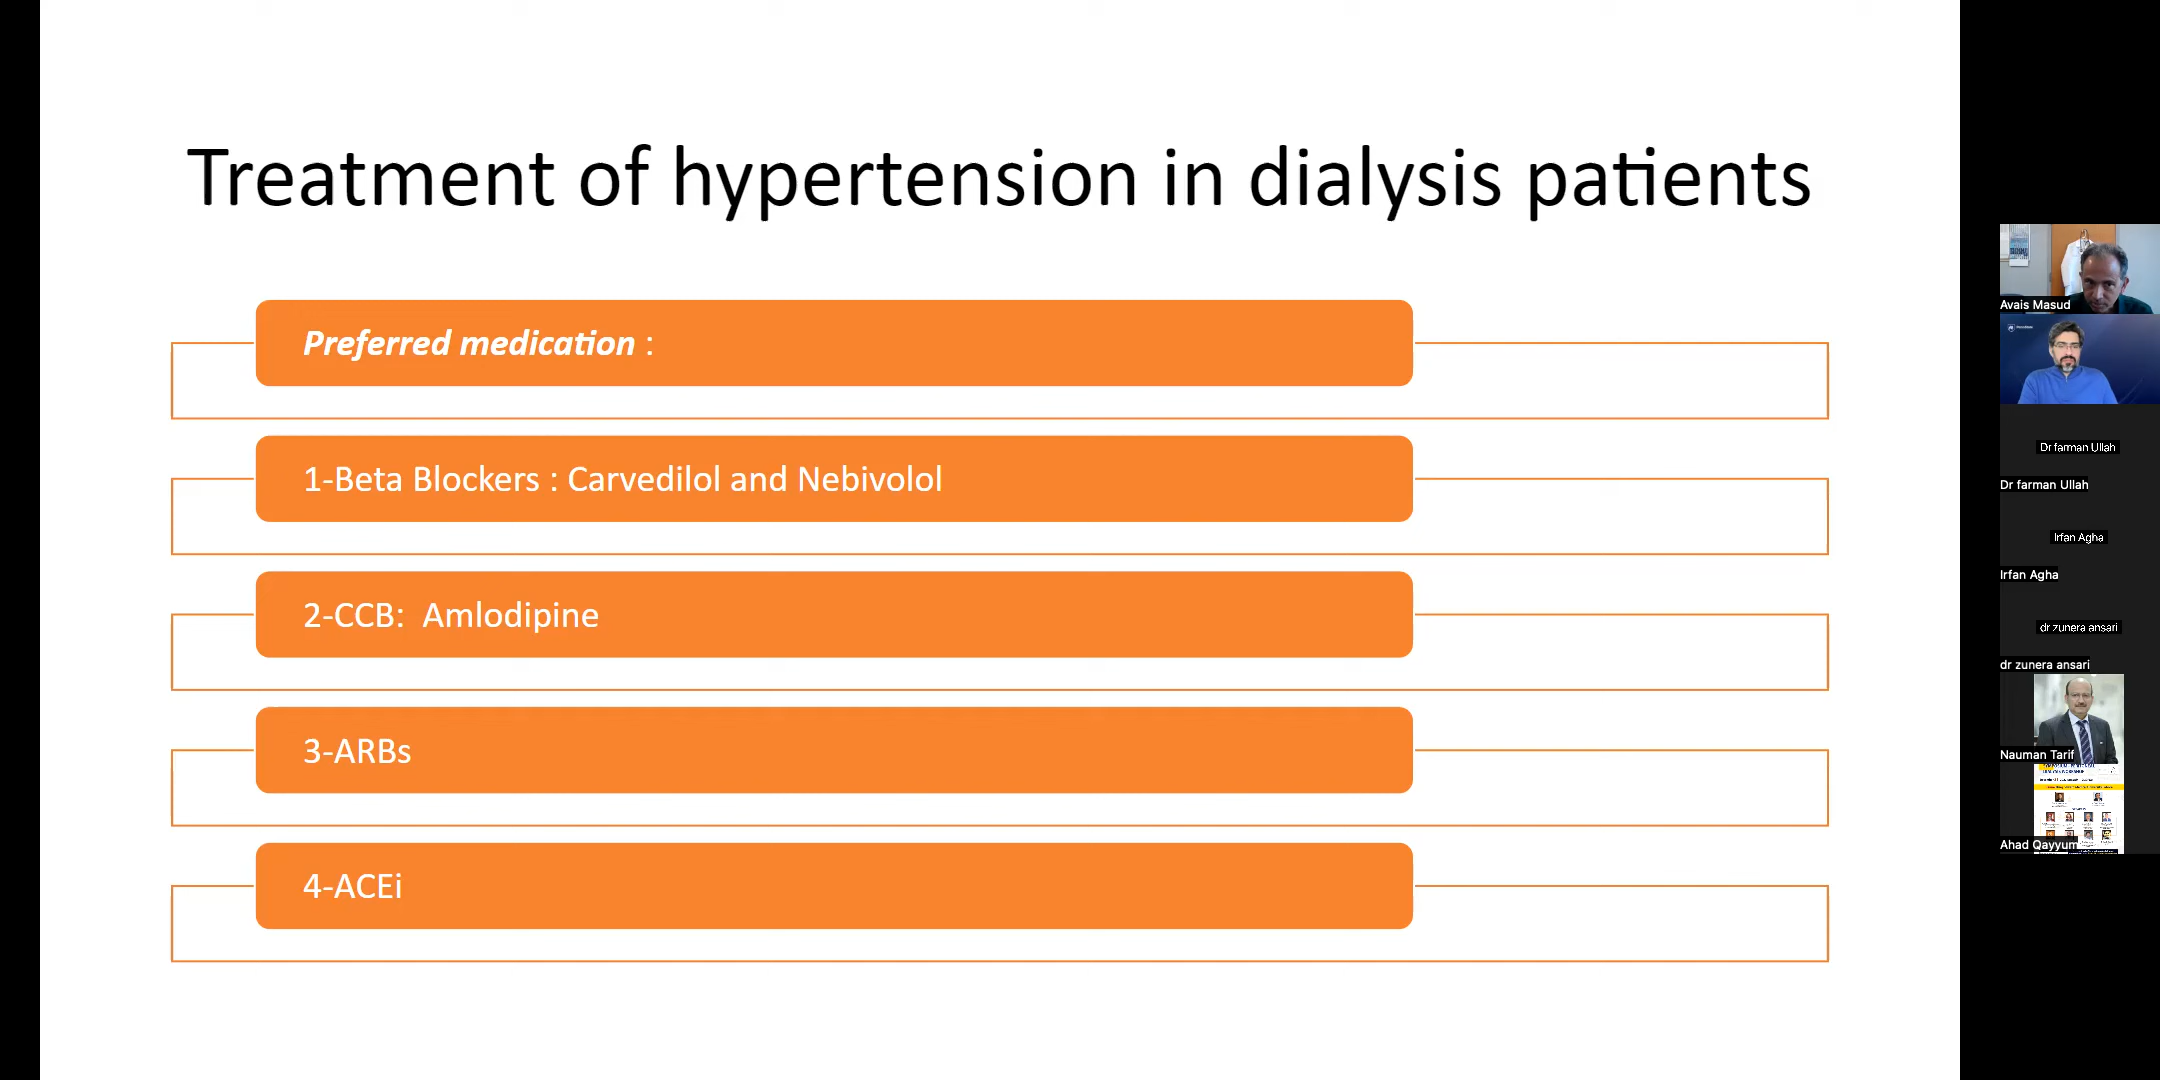 Treatment of hypertension in dialysis patients
Preferred medication :
1-Beta Blockers : Carvedilol and Nebivolol
2-CCB:  Amlodipine
3-ARBs
4-ACEi
Avais Masud
Dr farman Ullah
Dr farman Ullah
Irfan Agha
Irfan Agha
dr zunera ansari
dr zunera ansari
Nauman Tarif
Ahad Qayyum